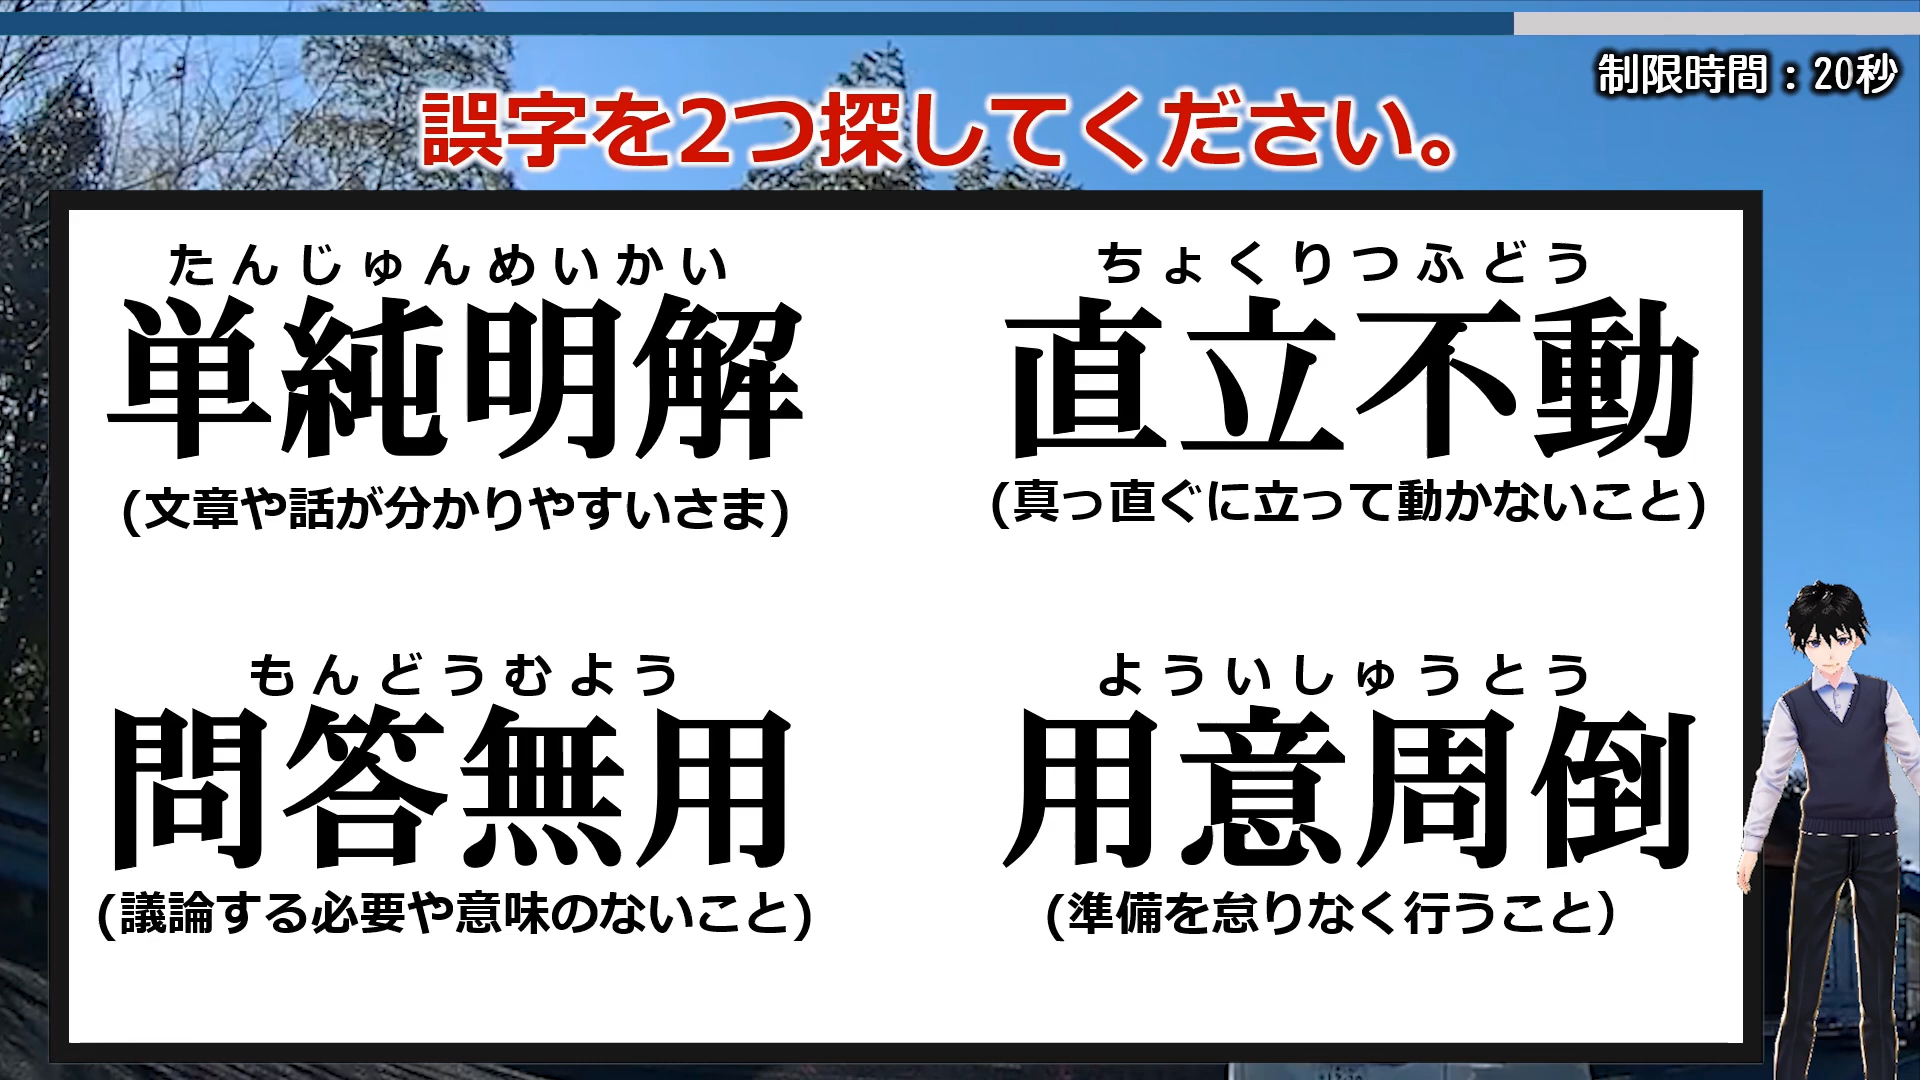 制限時間：20秒
誤字を2つ探してください。
たんじゅんめいかい
単純明解
(文章や話が分かりやすいさま)
ちょくりつふどう
直立不動
(真っ直ぐに立って動かないこと)
もんどうむよう
問答無用
(議論する必要や意味のないこと)
よういしゅうとう
用意周倒
(準備を怠りなく行うこと）